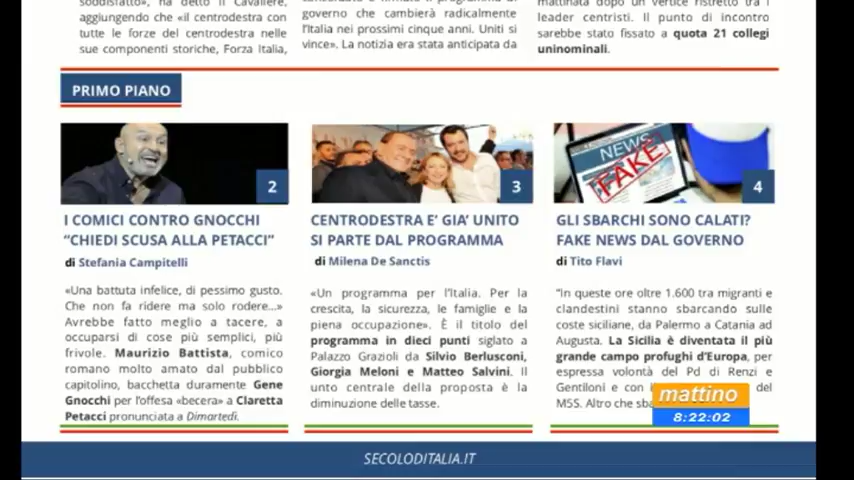 soddisfatto», ha detto il Cavaliere,
aggiungendo che «il centrodestra con
tutte le forze del centrodestra nelle
sue componenti storiche, Forza Italia,
governo che cambierà radicalmente
l'Italia nei prossimi cinque anni. Uniti si
vince». La notizia era stata anticipata da
mattinata dopo un vertice ristretto tra i
leader centristi. Il punto di incontro
sarebbe stato fissato a quota 21 collegi
uninominali.
PRIMO PIANO
2
I COMICI CONTRO GNOCCHI
“CHIEDI SCUSA ALLA PETACCI”
di Stefania Campitelli
«Una battuta infelice, di pessimo gusto.
Che non fa ridere ma solo rodere...»
Avrebbe fatto meglio a tacere, a
occuparsi di cose più semplici, più
frivole. Maurizio Battista, comico
romano molto amato dal pubblico
capitolino, bacchetta duramente Gene
Gnocchi per l'offesa «becera» a Claretta
Petacci pronunciata a Dimartedì.
3
CENTRODESTRA E' GIA' UNITO
SI PARTE DAL PROGRAMMA
di Milena De Sanctis
«Un programma per l'Italia. Per la
crescita, la sicurezza, le famiglie e la
piena occupazione». È il titolo del
programma in dieci punti siglato a
Palazzo Grazioli da Silvio Berlusconi,
Giorgia Meloni e Matteo Salvini. Il
unto centrale della proposta è la
diminuzione delle tasse.
NEWS
FAKE
4
GLI SBARCHI SONO CALATI?
FAKE NEWS DAL GOVERNO
di Tito Flavi
“In queste ore oltre 1.600 tra migranti e
clandestini stanno sbarcando sulle
coste siciliane, da Palermo a Catania ad
Augusta. La Sicilia è diventata il più
grande campo profughi d'Europa, per
espressa volontà del Pd di Renzi e
Gentiloni e con del
M5S. Altro che
mattino
8:22:02
SECOLODITALIA.IT